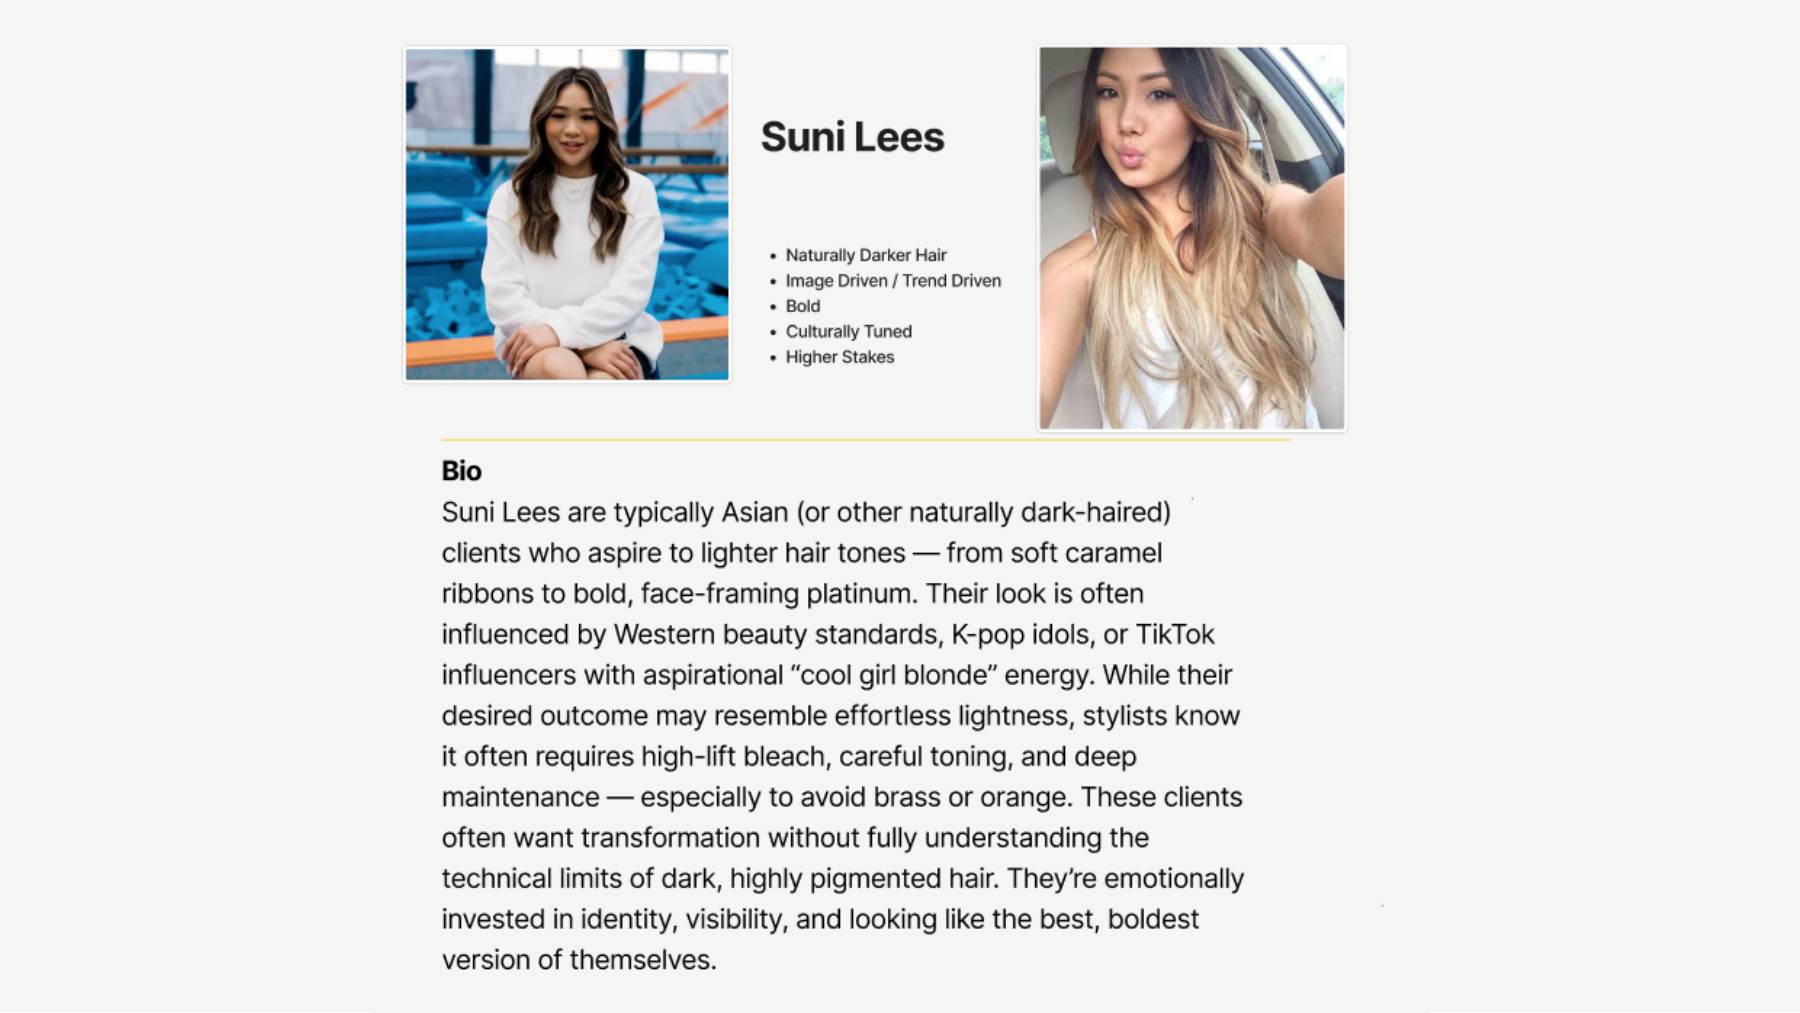 Suni Lees
• Naturally Darker Hair
• Image Driven / Trend Driven
• Bold
• Culturally Tuned
• Higher Stakes
Bio
Suni Lees are typically Asian (or other naturally dark-haired)
clients who aspire to lighter hair tones — from soft caramel
ribbons to bold, face-framing platinum. Their look is often
influenced by Western beauty standards, K-pop idols, or TikTok
influencers with aspirational “cool girl blonde” energy. While their
desired outcome may resemble effortless lightness, stylists know
it often requires high-lift bleach, careful toning, and deep
maintenance — especially to avoid brass or orange. These clients
often want transformation without fully understanding the
technical limits of dark, highly pigmented hair. They’re emotionally
invested in identity, visibility, and looking like the best, boldest
version of themselves.